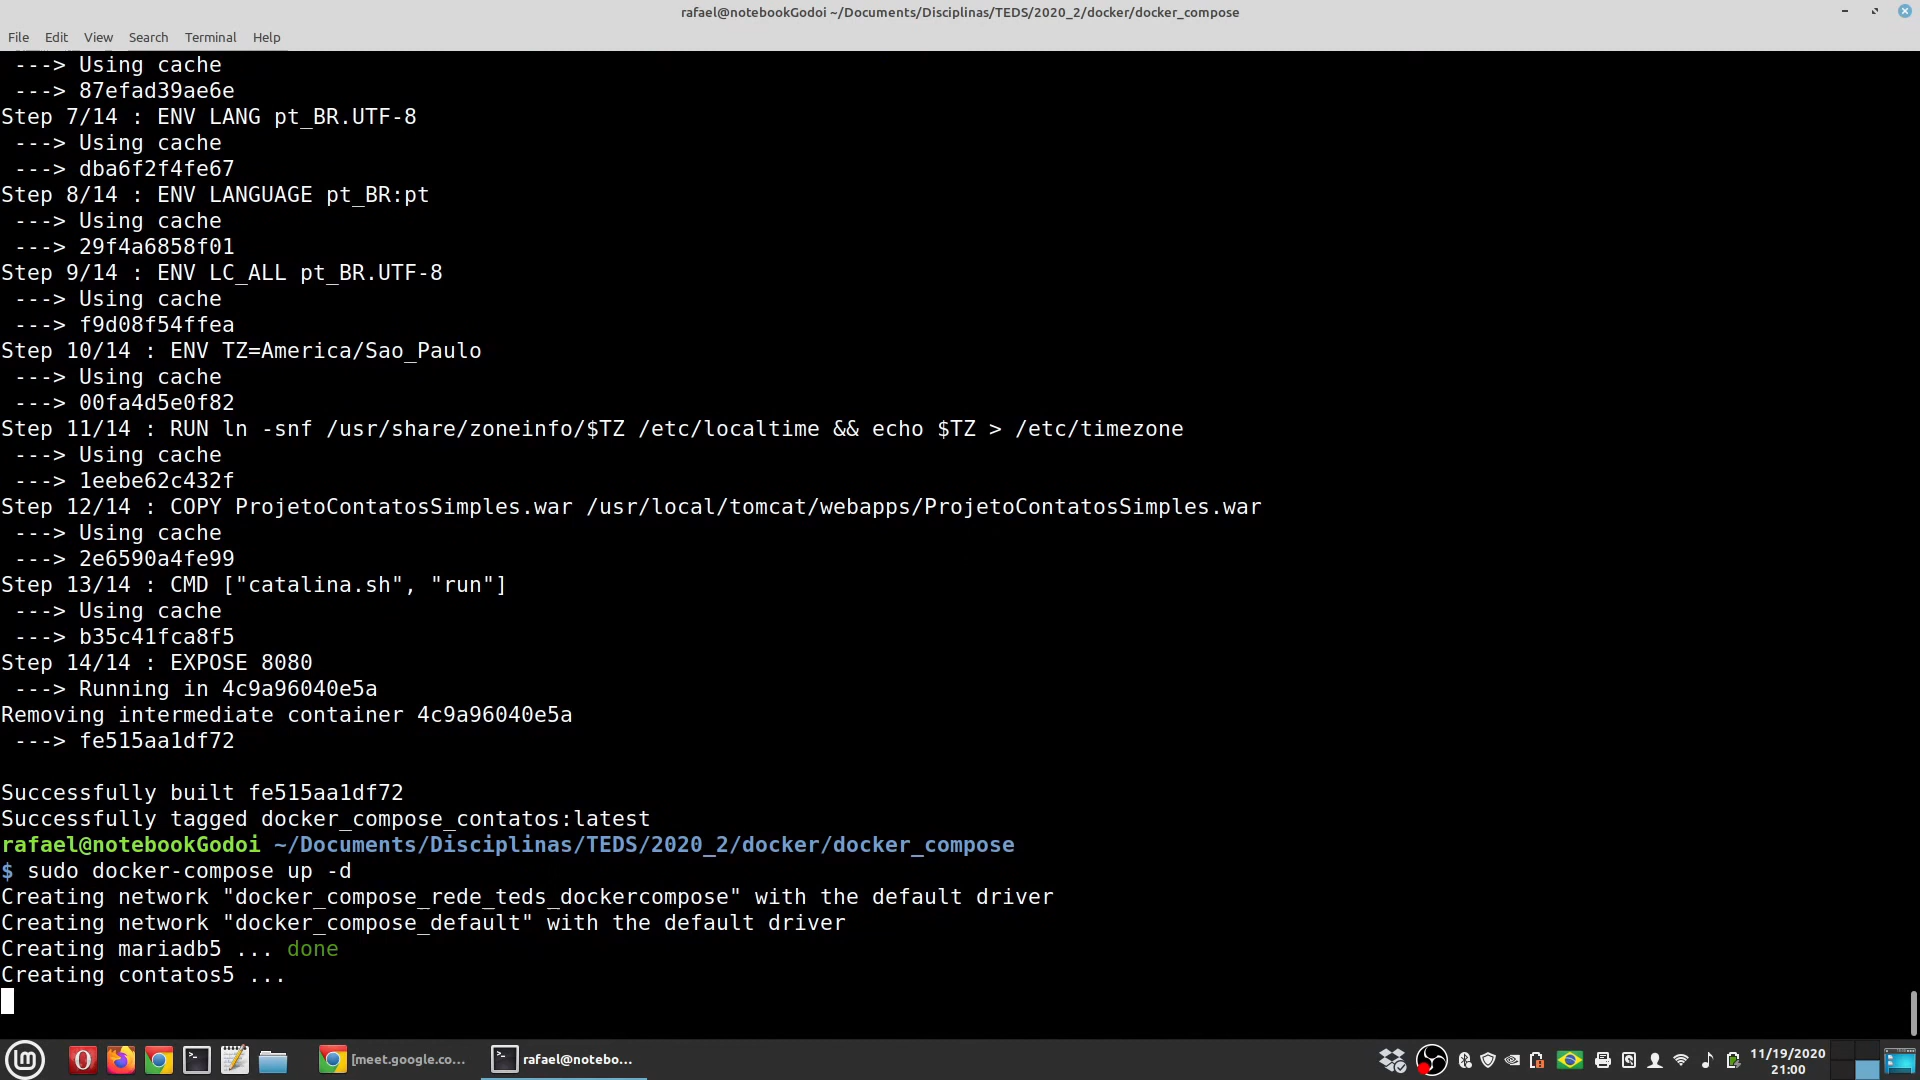 rafael@notebookGodoi ~/Documents/Disciplinas/TEDS/2020_2/docker/docker_compose
File Edit View Search Terminal Help
---> Using cache
---> 87efad39ae6e
Step 7/14 : ENV LANG pt_BR.UTF-8
---> Using cache
---> dba6f2f4fe67
Step 8/14 : ENV LANGUAGE pt_BR:pt
---> Using cache
---> 29f4a6858f01
Step 9/14 : ENV LC_ALL pt_BR.UTF-8
---> Using cache
---> f9d08f54ffea
Step 10/14 : ENV TZ=America/Sao_Paulo
---> Using cache
---> 00fa4d5e0f82
Step 11/14 : RUN ln -snf /usr/share/zoneinfo/$TZ /etc/localtime && echo $TZ > /etc/timezone
---> Using cache
---> 1eebe62c432f
Step 12/14 : COPY ProjetoContatosSimples.war /usr/local/tomcat/webapps/ProjetoContatosSimples.war
---> Using cache
---> 2e6590a4fe99
Step 13/14 : CMD ["catalina.sh", "run"]
---> Using cache
---> b35c41fca8f5
Step 14/14 : EXPOSE 8080
---> Running in 4c9a96040e5a
Removing intermediate container 4c9a96040e5a
---> fe515aa1df72
Successfully built fe515aa1df72
Successfully tagged docker_compose_contatos:latest
rafael@notebookGodoi ~/Documents/Disciplinas/TEDS/2020_2/docker/docker_compose
$ sudo docker-compose up -d
Creating network "docker_compose_rede_teds_dockercompose" with the default driver
Creating network "docker_compose_default" with the default driver
Creating mariadb5 ... done
Creating contatos5 ...
[meet.google.co...
rafael@notebo...
11/19/2020
21:00